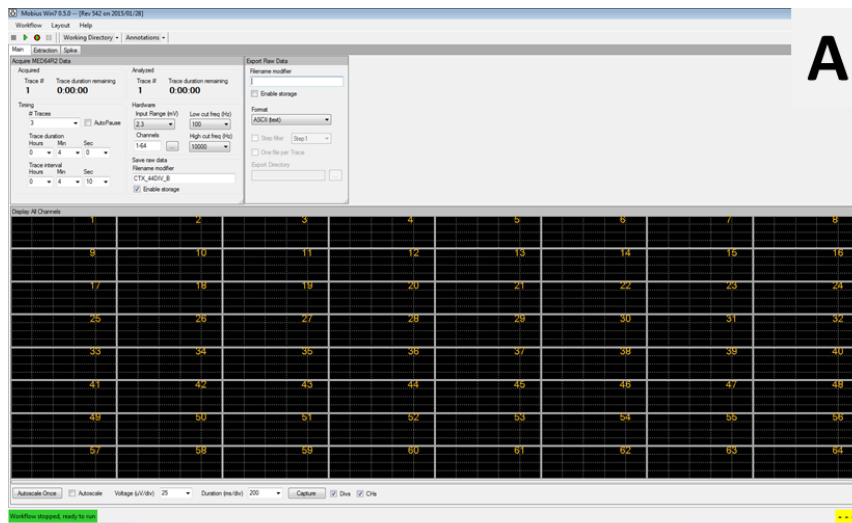 Mobius Win7 0.5.0 --- [Rev 542 on 2015/01/28]
A
Workflow Layout Help
Working Directory Annotations
Main Extraction Spike
Acquire MED64R2 Data Export Raw Data
Acquired Analyzed Filename modifier
Trace # Trace duration remaining Trace # Trace duration remaining
1 0:00:00 1 0:00:00
Enable storage
Timing Hardware
# Traces Input Range (mV) Low cut freq (Hz) Format
3 AutoPause 2.3 100 ASCII (text)
Trace duration Channels High cut freq (Hz)
Hours Min Sec 1-64 ... 10000 Step filter Step 1
0 4 0 One file per Trace
Trace interval Save raw data Export Directory
Hours Min Sec Filename modifier
0 4 10 CTX_44DIV_B ...
Enable storage
Display All Channels
1 2 3 4 5 6 7 8
9 10 11 12 13 14 15 16
17 18 19 20 21 22 23 24
25 26 27 28 29 30 31 32
33 34 35 36 37 38 39 40
41 42 43 44 45 46 47 48
49 50 51 52 53 54 55 56
57 58 59 60 61 62 63 64
Autoscale Once Autoscale Voltage (uV/div) 25 Duration (ms/div) 200 Capture Divs CHs
Workflow stopped, ready to run - -